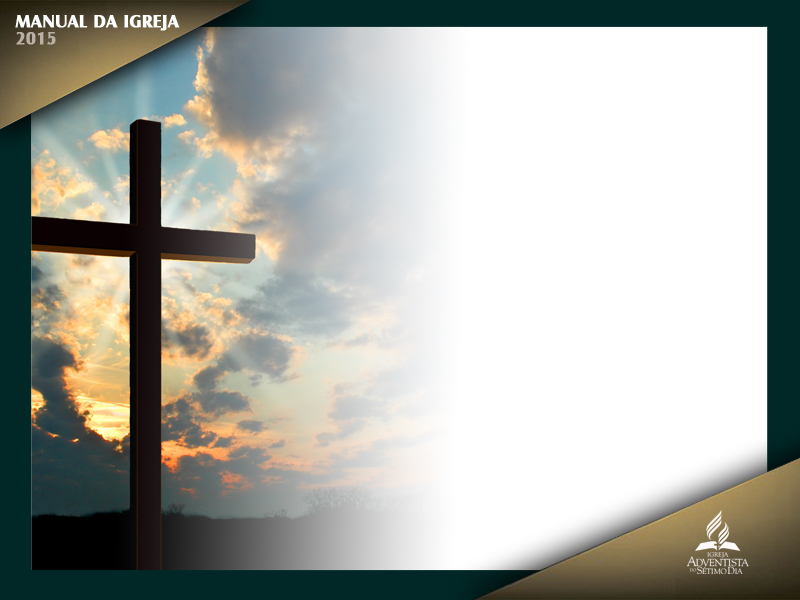 MANUAL DA IGREJA
2015
IGREJA
ADVENTISTA
DO SÉTIMO DIA